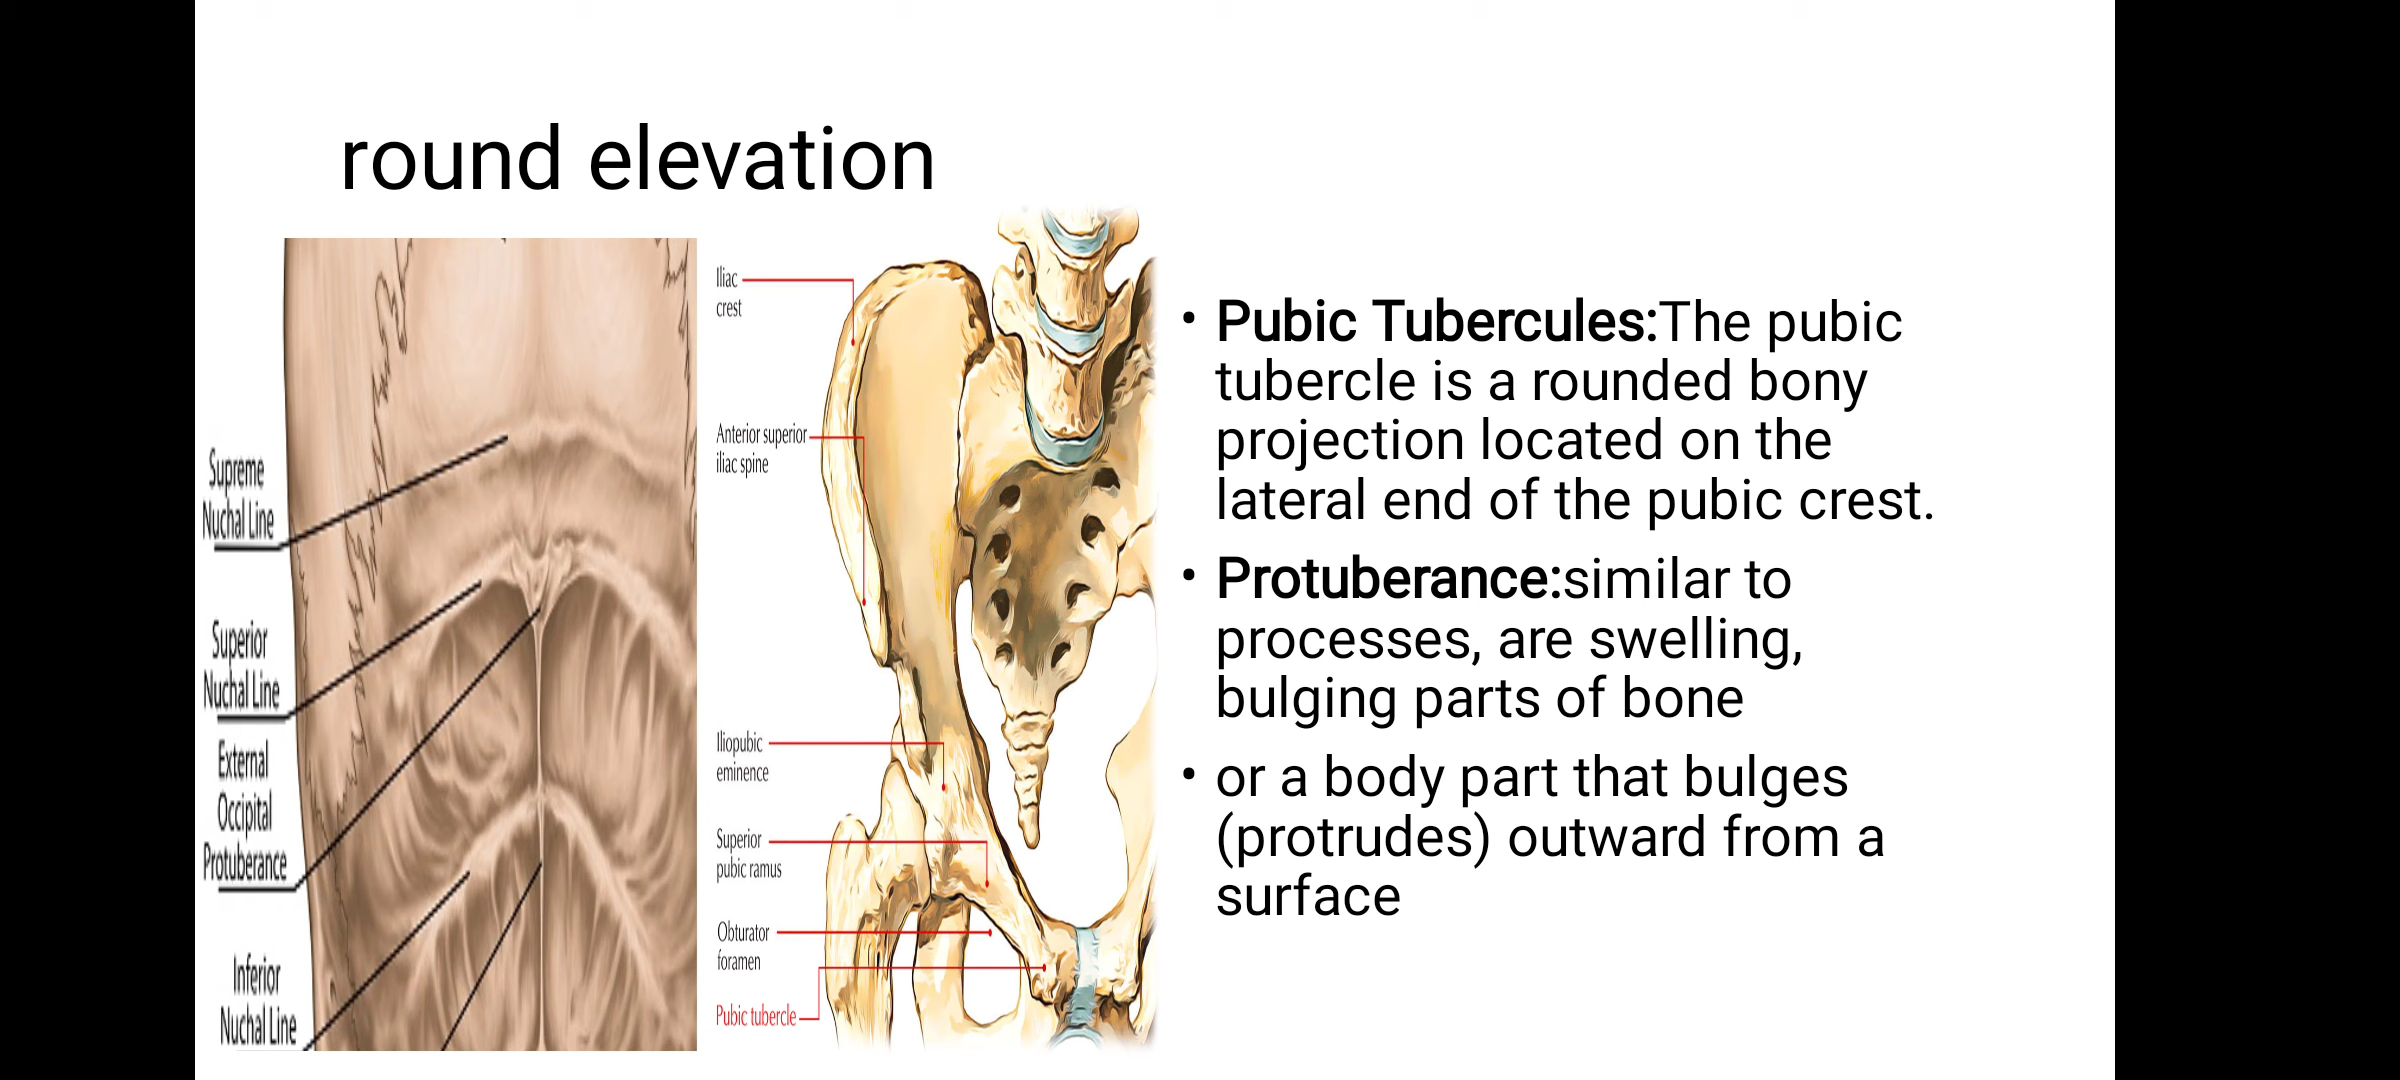 round elevation
Supreme
Nuchal Line
Superior
Nuchal Line
External
Occipital
Protuberance
Inferior
Nuchal Line
Iliac
crest
Anterior superior
iliac spine
Iliopubic
eminence
Superior
pubic ramus
Obturator
foramen
Pubic tubercle
• Pubic Tubercules:The pubic
tubercle is a rounded bony
projection located on the
lateral end of the pubic crest.
• Protuberance:similar to
processes, are swelling,
bulging parts of bone
• or a body part that bulges
(protrudes) outward from a
surface